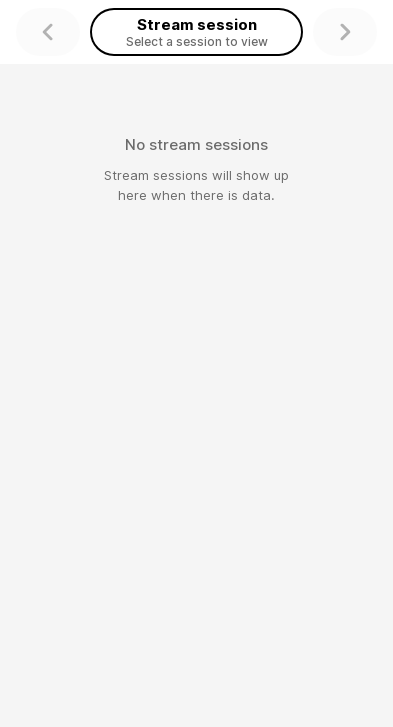 Stream session
Select a session to view
No stream sessions
Stream sessions will show up
here when there is data.